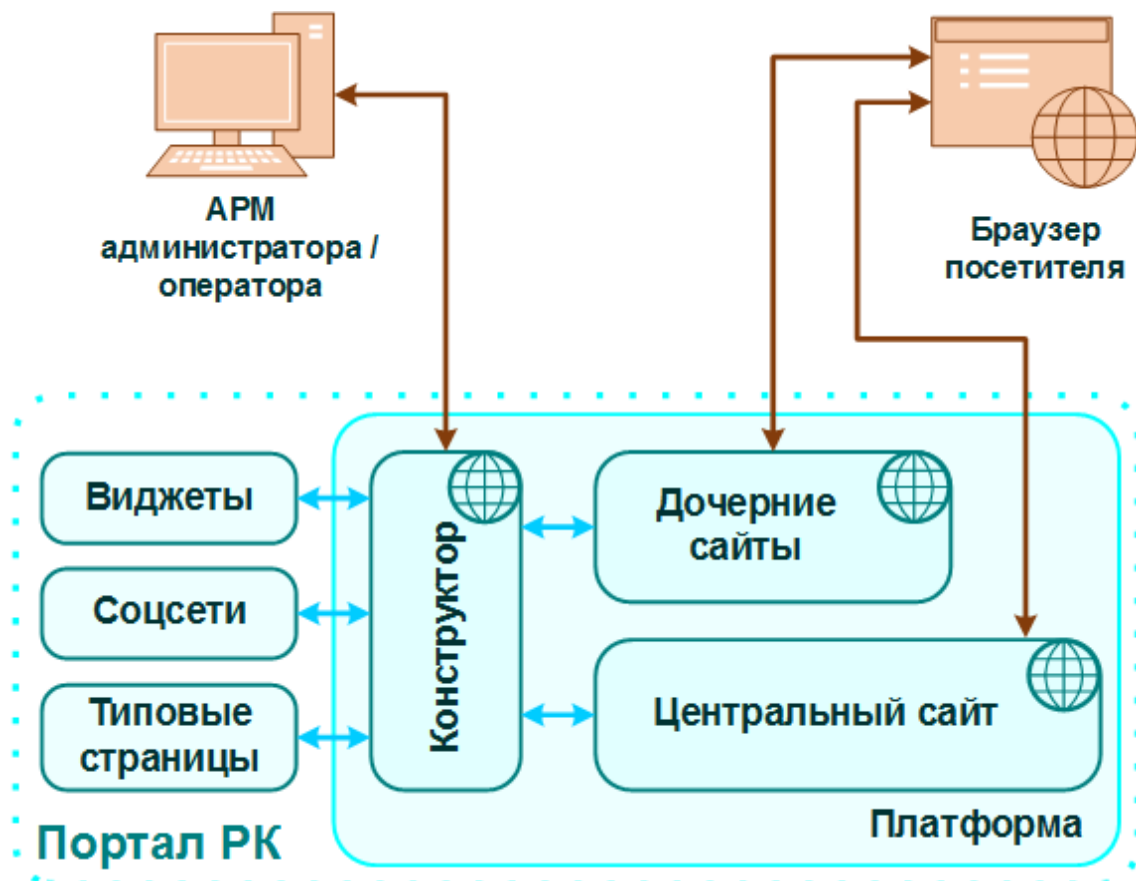 АРМ
администратора /
оператора
Браузер
посетителя
Виджеты
Соцсети
Типовые
страницы
Конструктор
Дочерние
сайты
Центральный сайт
Платформа
Портал РК